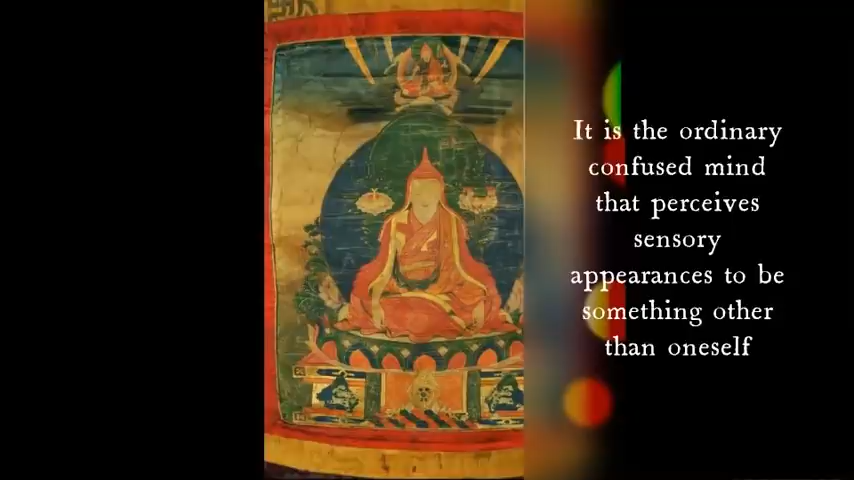 It is the ordinary
confused mind
that perceives
sensory
appearances to be
something other
than oneself